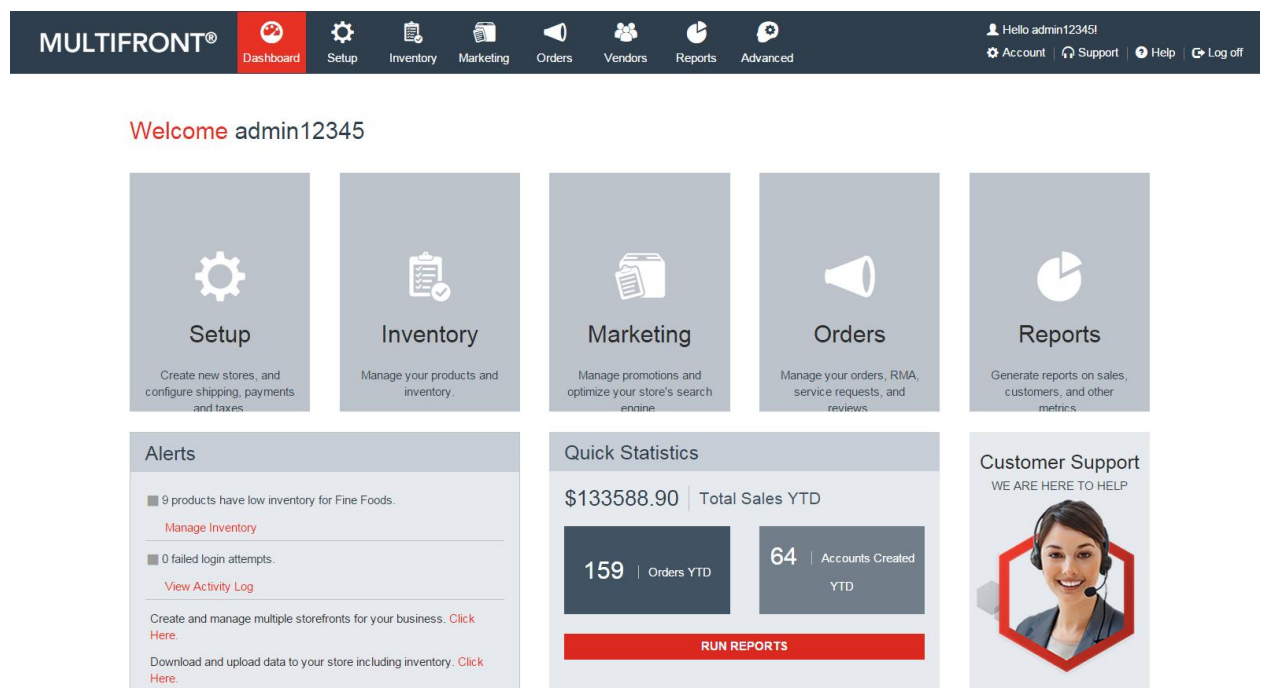 MULTIFRONT®
Dashboard
Setup
Inventory
Marketing
Orders
Vendors
Reports
Advanced
Hello admin12345!
Account | Support | Help | Log off
Welcome admin12345
Setup
Create new stores, and
configure shipping, payments
and taxes
Inventory
Manage your products and
inventory.
Marketing
Manage promotions and
optimize your store's search
engine
Orders
Manage your orders, RMA,
service requests, and
reviews
Reports
Generate reports on sales,
customers, and other
metrics
Alerts
9 products have low inventory for Fine Foods.
Manage Inventory
0 failed login attempts.
View Activity Log
Create and manage multiple storefronts for your business. Click
Here.
Download and upload data to your store including inventory. Click
Here.
Quick Statistics
$133588.90 | Total Sales YTD
159 | Orders YTD
64 | Accounts Created
YTD
RUN REPORTS
Customer Support
WE ARE HERE TO HELP